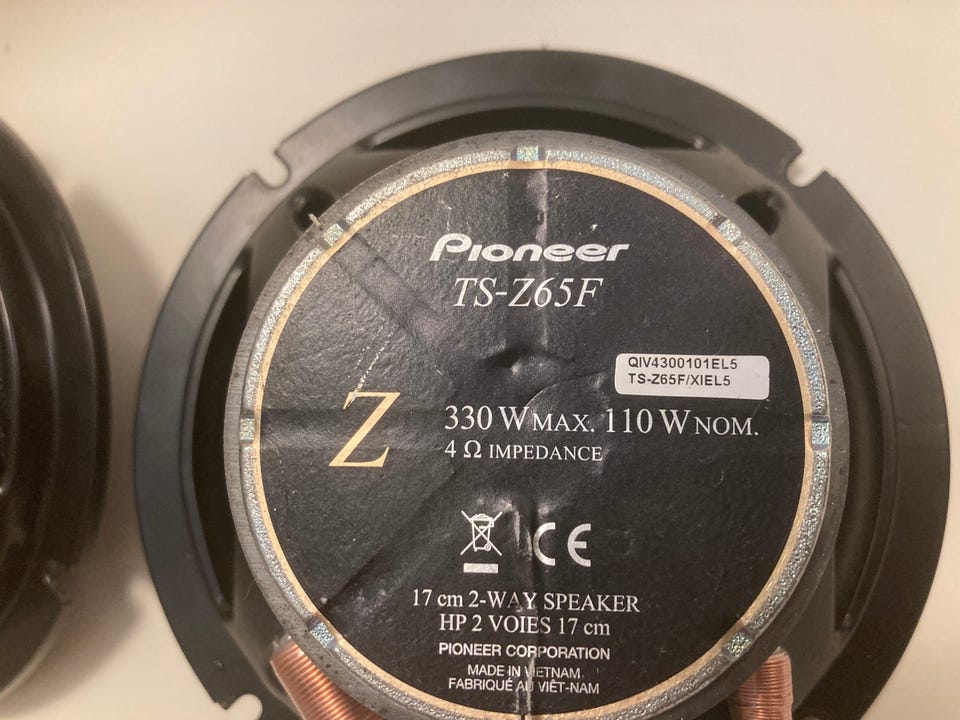 Pioneer
TS-Z65F
QIV4300101EL5
TS-Z65F/XIEL5
Z
330 W MAX. 110 W NOM.
4 Ω IMPEDANCE
CE
17 cm 2-WAY SPEAKER
HP 2 VOIES 17 cm
PIONEER CORPORATION
MADE IN VIETNAM
FABRIQUÉ AU VIÊT-NAM